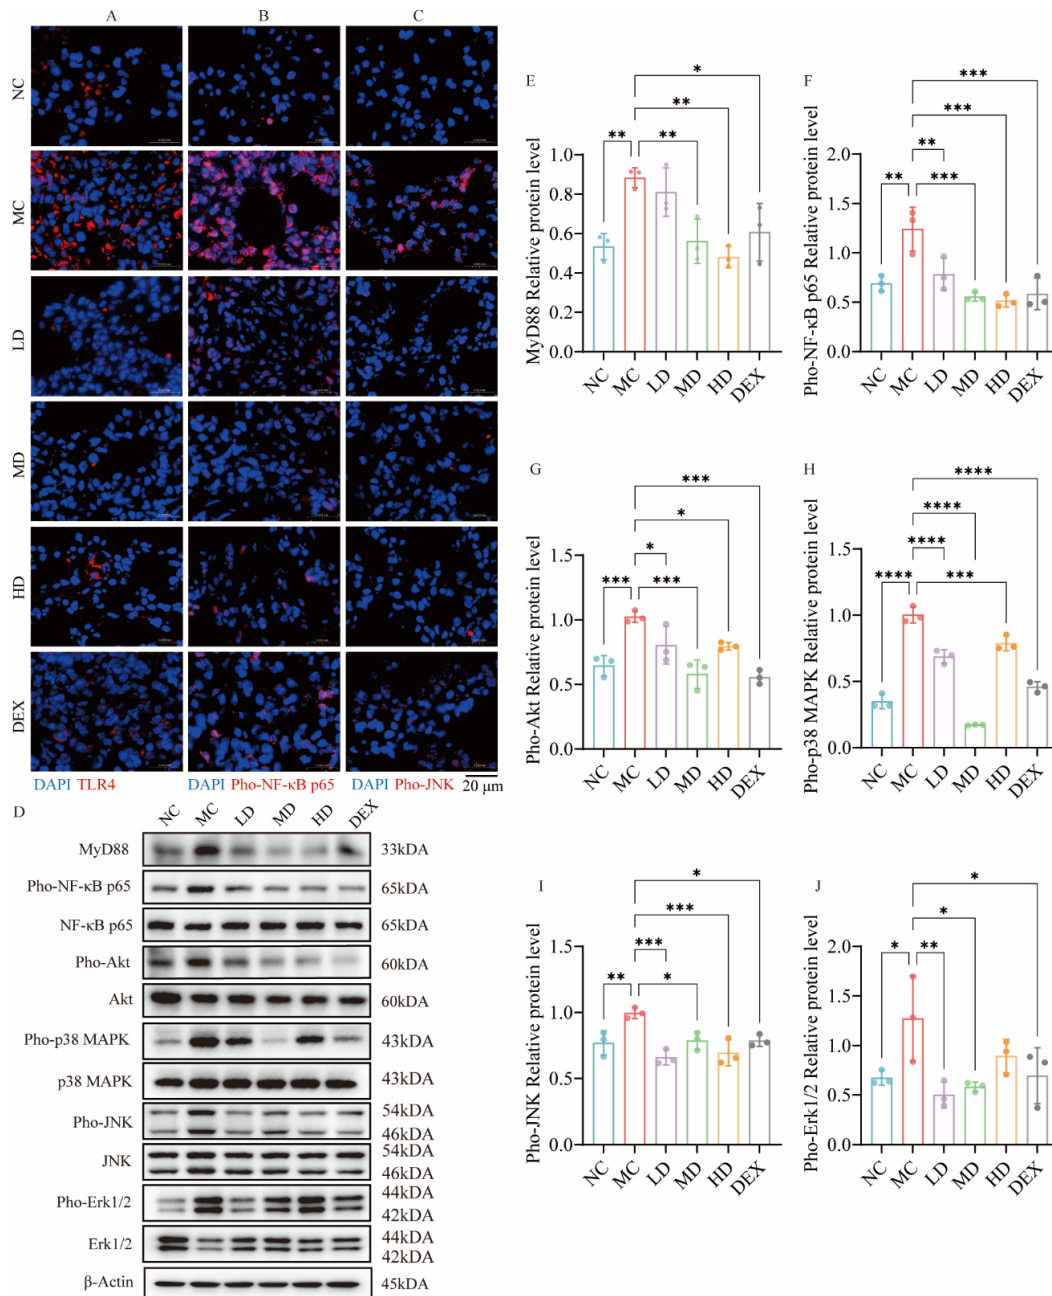 A B C
NC
MC
LD
MD
HD
DEX
DAPI TLR4 DAPI Pho-NF-κB p65 DAPI Pho-JNK 20 μm
D
NC MC LD MD HD DEX
MyD88 33kDA
Pho-NF-κB p65 65kDA
NF-κB p65 65kDA
Pho-Akt 60kDA
Akt 60kDA
Pho-p38 MAPK 43kDA
p38 MAPK 43kDA
Pho-JNK 54kDA
46kDA
JNK 54kDA
46kDA
Pho-Erk1/2 44kDA
42kDA
Erk1/2 44kDA
42kDA
β-Actin 45kDA
E
MyD88 Relative protein level
1.0
0.8
0.6
0.4
0.2
0.0
** ** ** *
NC MC LD MD HD DEX
F
Pho-NF-κB p65 Relative protein level
2.0
1.5
1.0
0.5
0.0
** ** *** *** ***
NC MC LD MD HD DEX
G
Pho-Akt Relative protein level
1.5
1.0
0.5
0.0
*** * *** * ***
NC MC LD MD HD DEX
H
Pho-p38 MAPK Relative protein level
1.5
1.0
0.5
0.0
**** **** **** *** ****
NC MC LD MD HD DEX
I
Pho-JNK Relative protein level
1.5
1.0
0.5
0.0
** *** * *** *
NC MC LD MD HD DEX
J
Pho-Erk1/2 Relative protein level
2.0
1.5
1.0
0.5
0.0
* ** * *
NC MC LD MD HD DEX